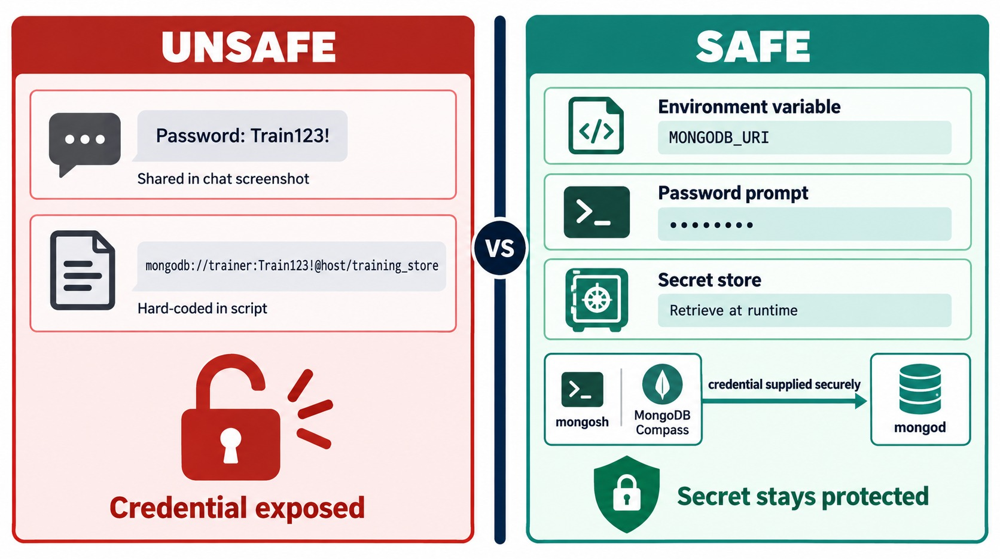 UNSAFE
Password: Train123!
Shared in chat screenshot
mongodb://trainer:Train123!@host/training_store
Hard-coded in script
Credential exposed
VS
SAFE
Environment variable
MONGODB_URI
Password prompt
••••••••
Secret store
Retrieve at runtime
mongosh
MongoDB
Compass
credential supplied securely
mongod
Secret stays protected